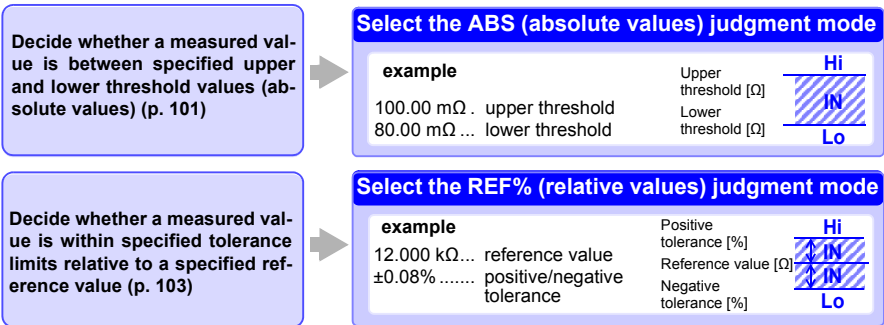 Decide whether a measured val-
ue is between specified upper
and lower threshold values (ab-
solute values) (p. 101)
Select the ABS (absolute values) judgment mode
example
100.00 mΩ . upper threshold
80.00 mΩ ... lower threshold
Upper
threshold [Ω]
Lower
threshold [Ω]
Hi
IN
Lo
Decide whether a measured val-
ue is within specified tolerance
limits relative to a specified ref-
erence value (p. 103)
Select the REF% (relative values) judgment mode
example
12.000 kΩ... reference value
±0.08% ....... positive/negative
tolerance
Positive
tolerance [%]
Reference value [Ω]
Negative
tolerance [%]
Hi
IN
IN
Lo